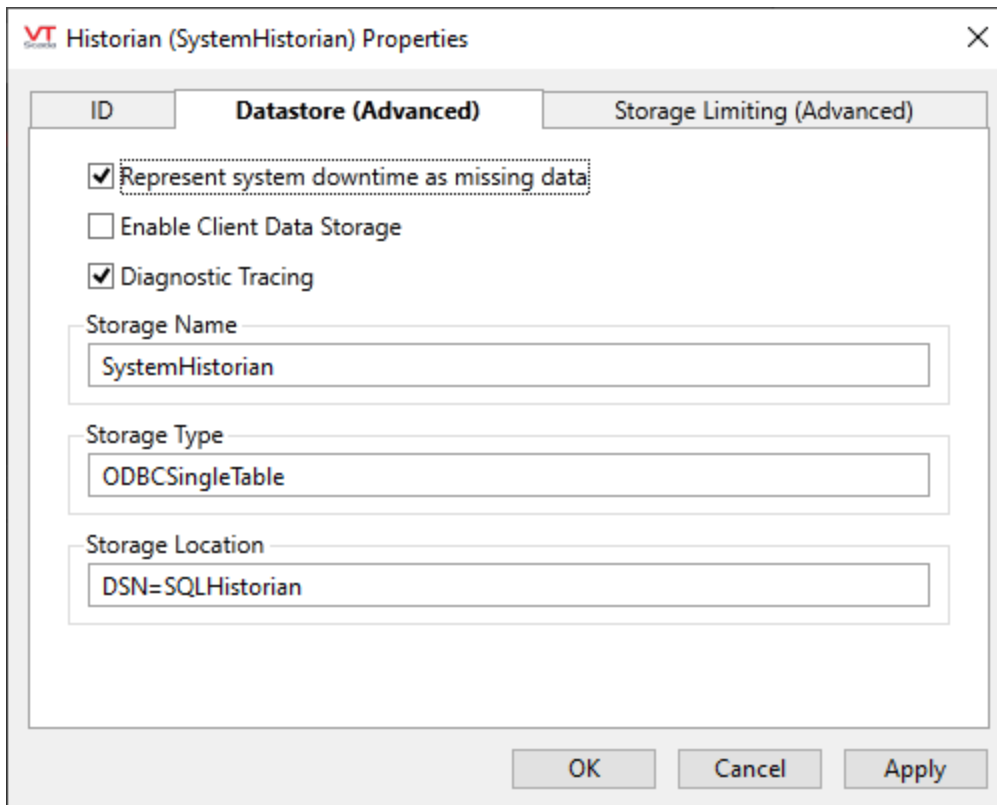 VT Scada Historian (SystemHistorian) Properties
ID Datastore (Advanced) Storage Limiting (Advanced)
Represent system downtime as missing data
Enable Client Data Storage
Diagnostic Tracing
Storage Name
SystemHistorian
Storage Type
ODBCSingleTable
Storage Location
DSN=SQLHistorian
OK Cancel Apply